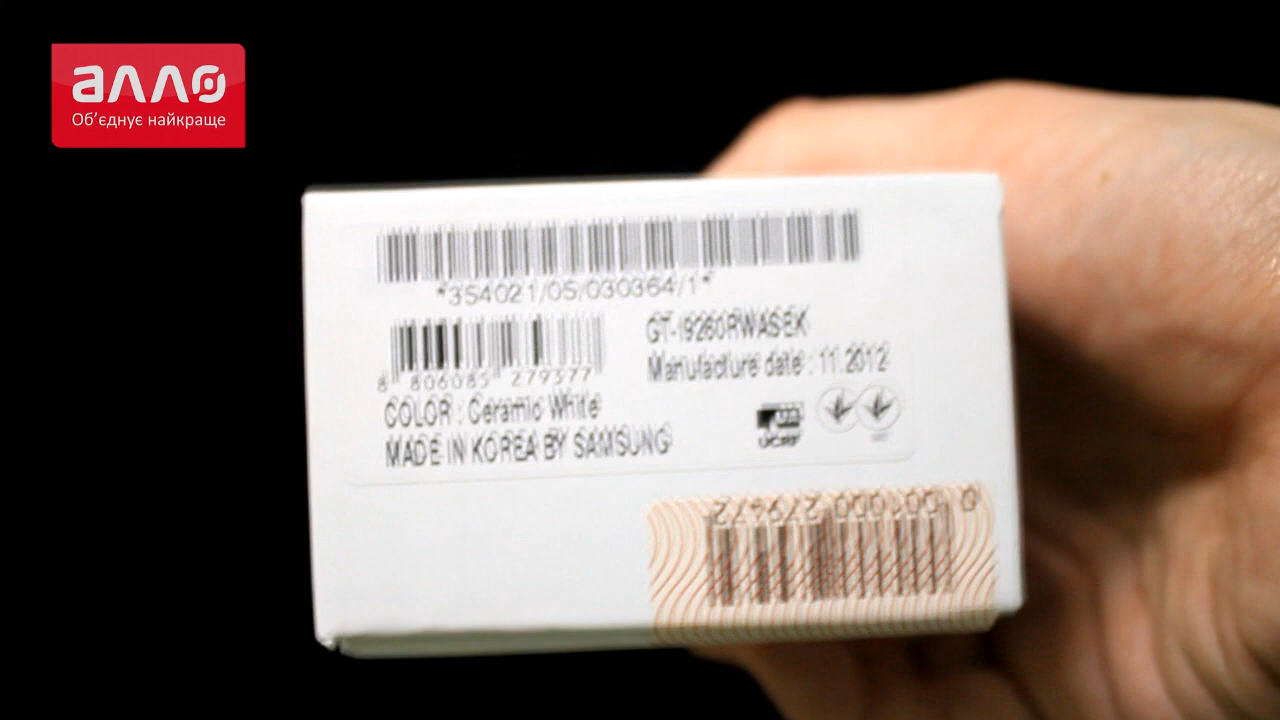 алло
Об'єднує найкраще
*354021/05/030364/1*
GT-I9260RWASEK
8 806085 279377
Manufacture date : 11.2012
COLOR : Ceramic White
UCRF
MADE IN KOREA BY SAMSUNG